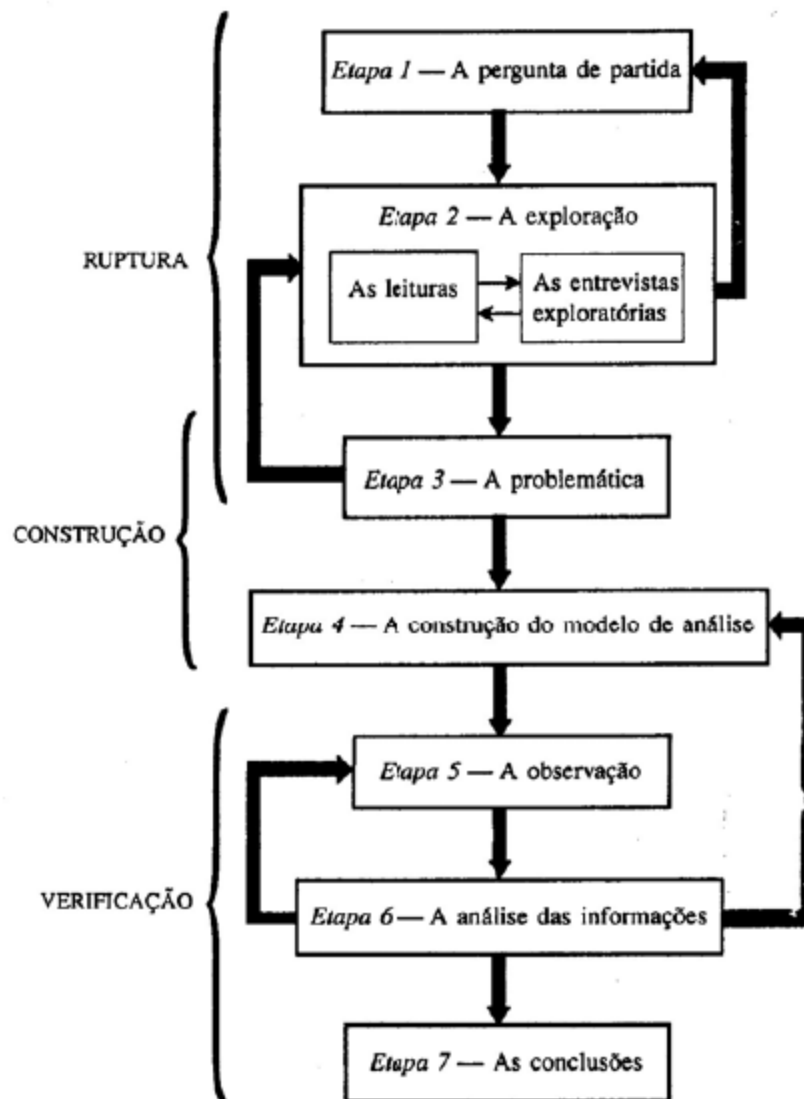 Etapa 1 — A pergunta de partida
Etapa 2 — A exploração
RUPTURA
As leituras
As entrevistas
exploratórias
Etapa 3 — A problemática
CONSTRUÇÃO
Etapa 4 — A construção do modelo de análise
Etapa 5 — A observação
VERIFICAÇÃO
Etapa 6 — A análise das informações
Etapa 7 — As conclusões